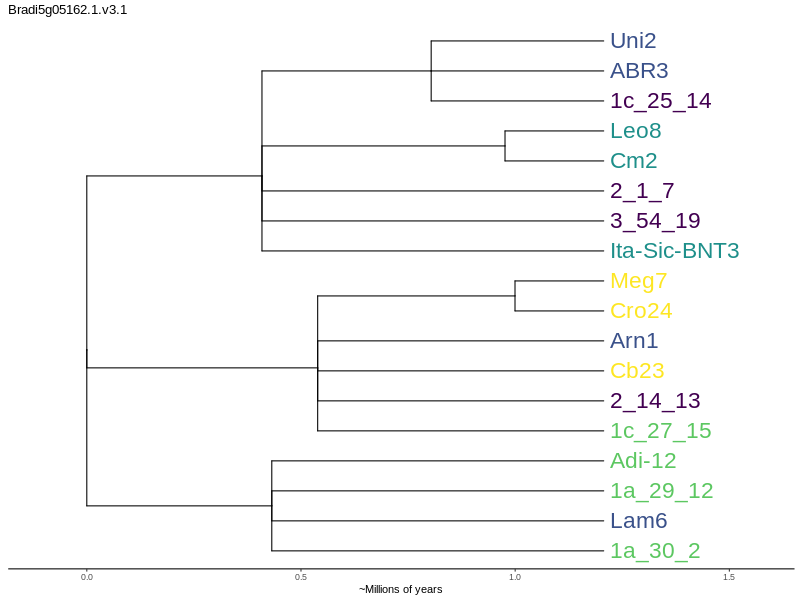 Bradi5g05162.1.v3.1
Uni2
ABR3
1c_25_14
Leo8
Cm2
2_1_7
3_54_19
Ita-Sic-BNT3
Meg7
Cro24
Arn1
Cb23
2_14_13
1c_27_15
Adi-12
1a_29_12
Lam6
1a_30_2
0.0 0.5 1.0 1.5
~Millions of years